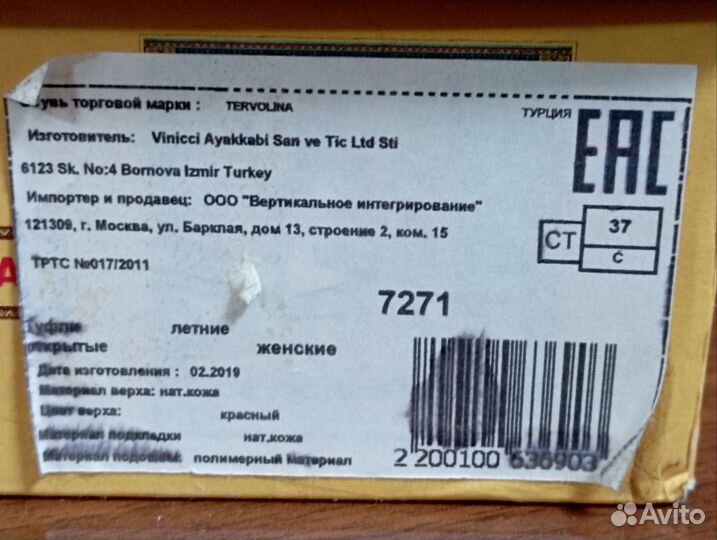 увь торговой марки : TERVOLINA
ТУРЦИЯ
EAC
Изготовитель: Vinicci Ayakkabi San ve Tic Ltd Sti
6123 Sk. No:4 Bornova Izmir Turkey
Импортер и продавец: ООО "Вертикальное интегрирование"
121309, г. Москва, ул. Барклая, дом 13, строение 2, ком. 15
СТ
37
С
ТРТС №017/2011
7271
Туфли летние
открытые женские
Дата изготовления : 02.2019
Материал верха: нат.кожа
Цвет верха: красный
Материал подкладки нат.кожа
Материал подошвы: полимерный материал
2 200100 636903
A
Avito